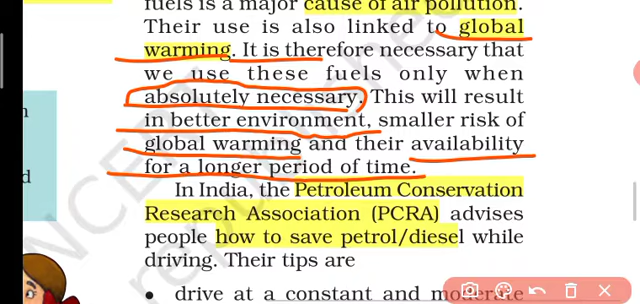 fuels is a major cause of air pollution.
Their use is also linked to global
warming. It is therefore necessary that
we use these fuels only when
absolutely necessary. This will result
in better environment, smaller risk of
global warming and their availability
for a longer period of time.
In India, the Petroleum Conservation
Research Association (PCRA) advises
people how to save petrol/diesel while
driving. Their tips are
• drive at a constant and moderate